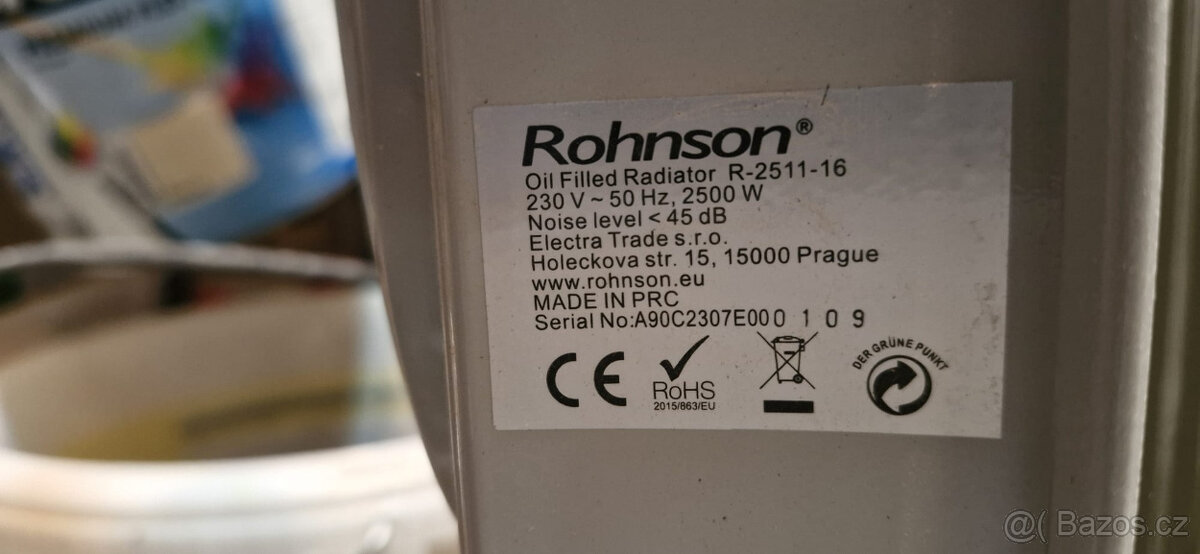 Rohnson®
Oil Filled Radiator R-2511-16
230 V ~ 50 Hz, 2500 W
Noise level < 45 dB
Electra Trade s.r.o.
Holeckova str. 15, 15000 Prague
www.rohnson.eu
MADE IN PRC
Serial No:A90C2307E000 1 0 9
CE
RoHS
2015/863/EU
DER GRÜNE PUNKT
@( Bazoš.cz